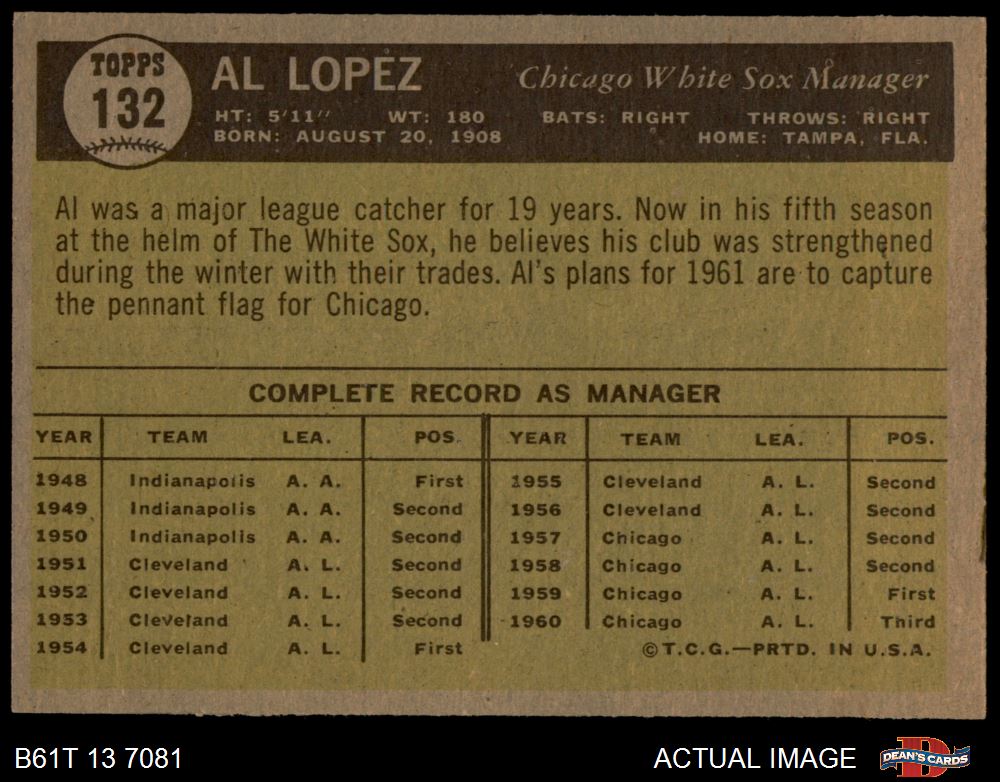 TOPPS
132
AL LOPEZ
Chicago White Sox Manager
HT: 5'11" WT: 180 BATS: RIGHT THROWS: RIGHT
BORN: AUGUST 20, 1908 HOME: TAMPA, FLA.
Al was a major league catcher for 19 years. Now in his fifth season
at the helm of The White Sox, he believes his club was strengthened
during the winter with their trades. Al's plans for 1961 are to capture
the pennant flag for Chicago.
COMPLETE RECORD AS MANAGER
YEAR TEAM LEA. POS. YEAR TEAM LEA. POS.
1948 Indianapolis A. A. First 1955 Cleveland A. L. Second
1949 Indianapolis A. A. Second 1956 Cleveland A. L. Second
1950 Indianapolis A. A. Second 1957 Chicago A. L. Second
1951 Cleveland A. L. Second 1958 Chicago A. L. Second
1952 Cleveland A. L. Second 1959 Chicago A. L. First
1953 Cleveland A. L. Second 1960 Chicago A. L. Third
1954 Cleveland A. L. First ©T.C.G.—PRTD. IN U.S.A.
B61T 13 7081 ACTUAL IMAGE DEAN'S CARDS